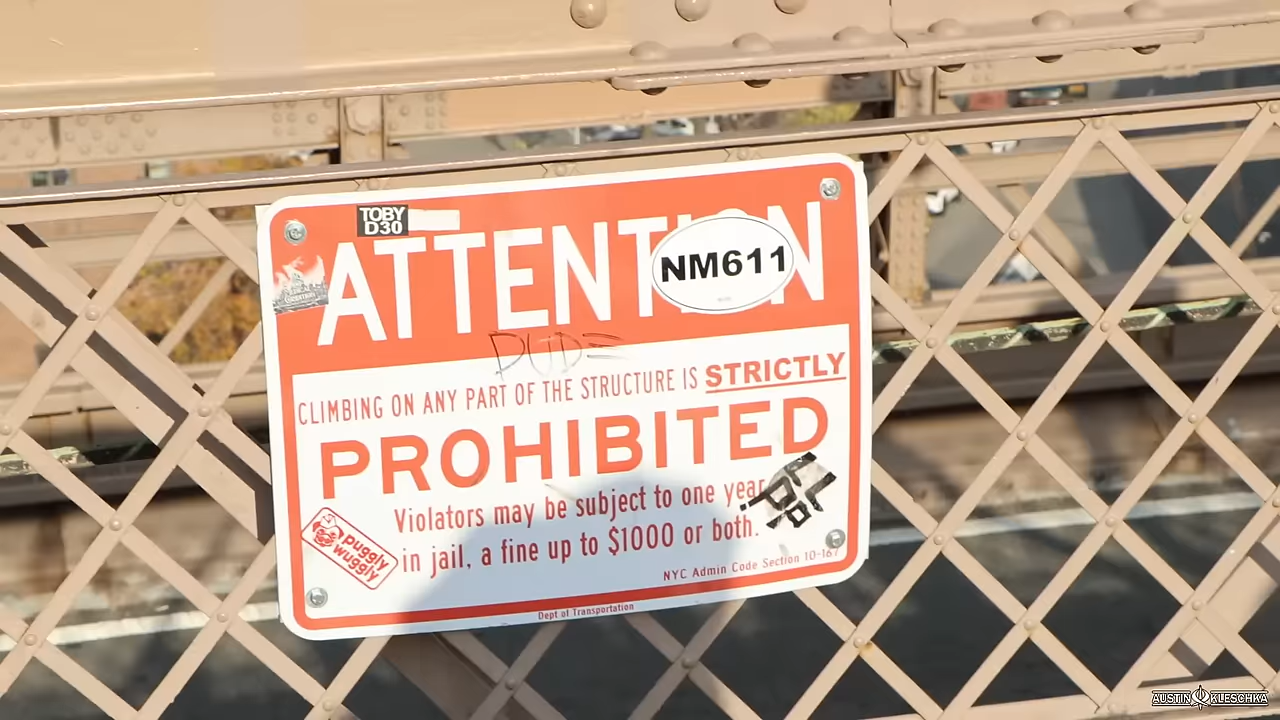 TOBY
D30
ATTENTION
NM611
DUDE
CLIMBING ON ANY PART OF THE STRUCTURE IS STRICTLY
PROHIBITED
Violators may be subject to one year
in jail, a fine up to $1000 or both.
puggly
wuggly
NYC Admin Code Section 10-167
Dept of Transportation
AUSTIN KLESCHKA